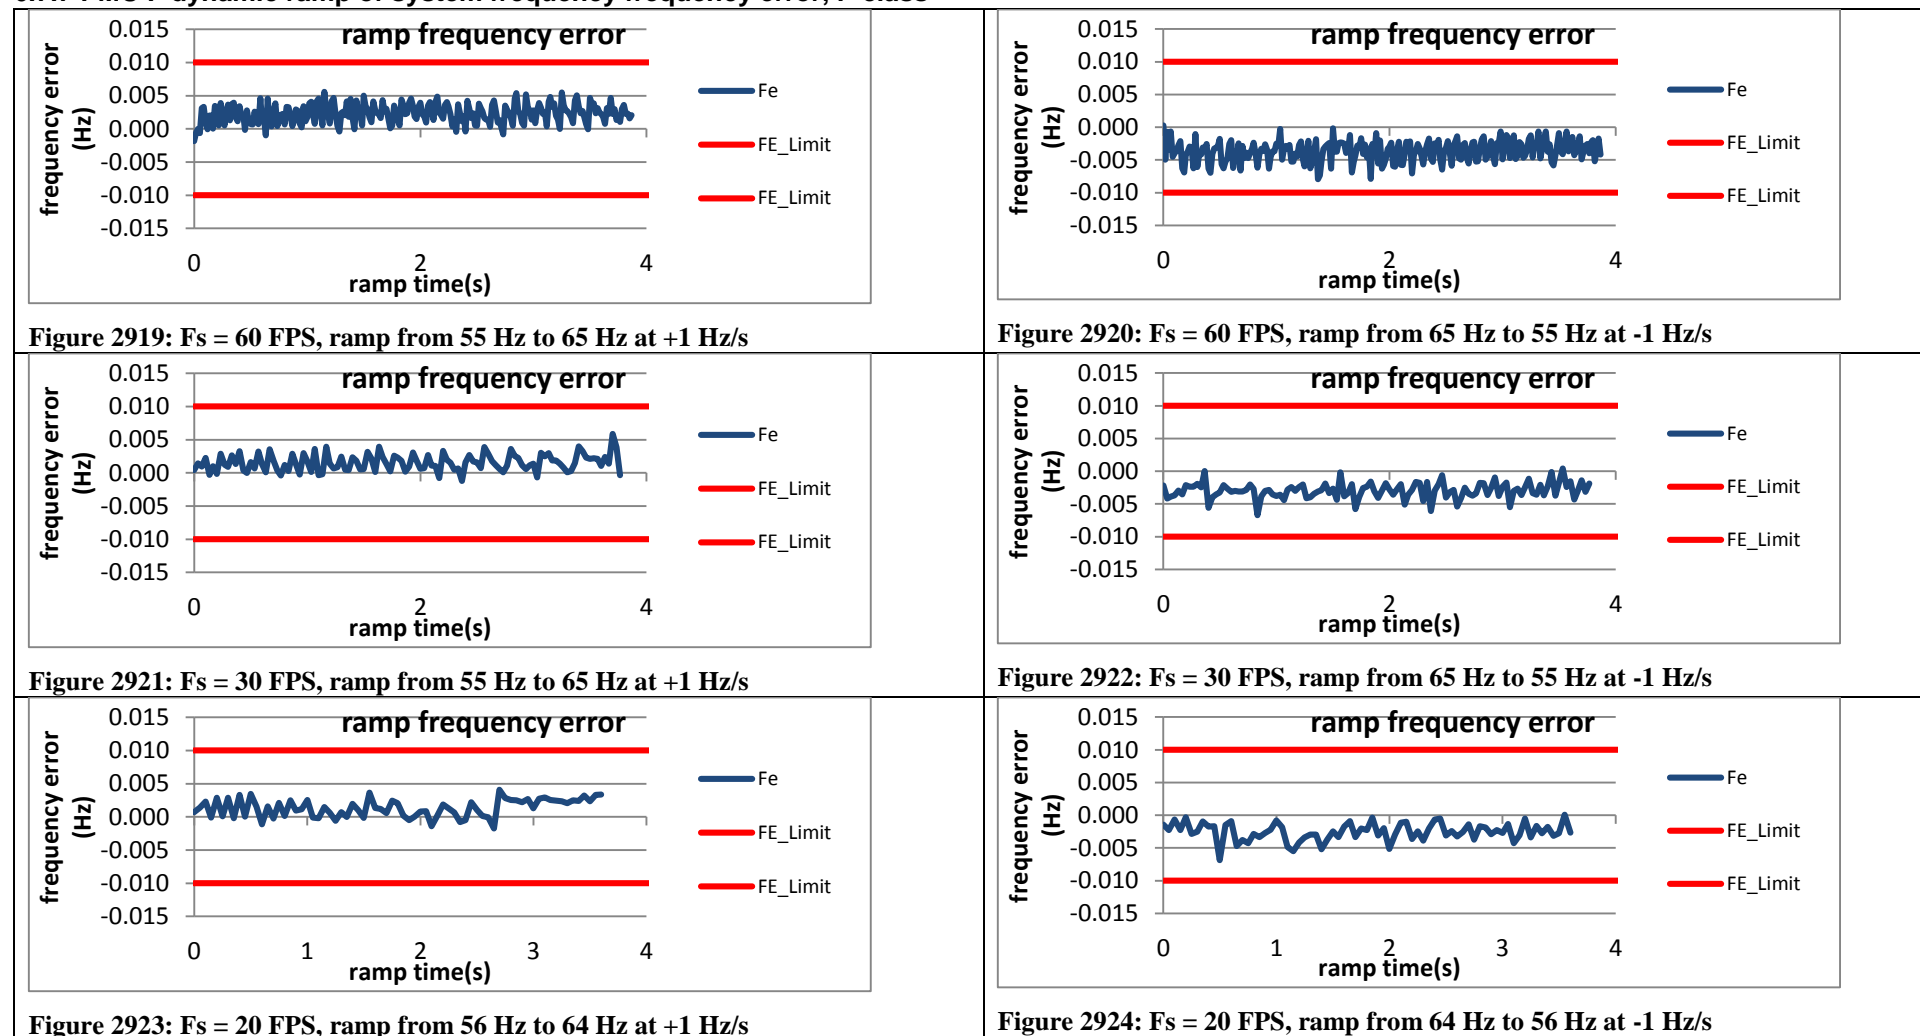 ramp frequency error
0.015
0.010
0.005
0.000
-0.005
-0.010
-0.015
frequency error
(Hz)
0 2 4
ramp time(s)
Fe
FE_Limit
FE_Limit
Figure 2919: Fs = 60 FPS, ramp from 55 Hz to 65 Hz at +1 Hz/s
ramp frequency error
0.015
0.010
0.005
0.000
-0.005
-0.010
-0.015
frequency error
(Hz)
0 2 4
ramp time(s)
Fe
FE_Limit
FE_Limit
Figure 2920: Fs = 60 FPS, ramp from 65 Hz to 55 Hz at -1 Hz/s
ramp frequency error
0.015
0.010
0.005
0.000
-0.005
-0.010
-0.015
frequency error
(Hz)
0 2 4
ramp time(s)
Fe
FE_Limit
FE_Limit
Figure 2921: Fs = 30 FPS, ramp from 55 Hz to 65 Hz at +1 Hz/s
ramp frequency error
0.015
0.010
0.005
0.000
-0.005
-0.010
-0.015
frequency error
(Hz)
0 2 4
ramp time(s)
Fe
FE_Limit
FE_Limit
Figure 2922: Fs = 30 FPS, ramp from 65 Hz to 55 Hz at -1 Hz/s
ramp frequency error
0.015
0.010
0.005
0.000
-0.005
-0.010
-0.015
frequency error
(Hz)
0 1 2 3 4
ramp time(s)
Fe
FE_Limit
FE_Limit
Figure 2923: Fs = 20 FPS, ramp from 56 Hz to 64 Hz at +1 Hz/s
ramp frequency error
0.015
0.010
0.005
0.000
-0.005
-0.010
-0.015
frequency error
(Hz)
0 1 2 3 4
ramp time(s)
Fe
FE_Limit
FE_Limit
Figure 2924: Fs = 20 FPS, ramp from 64 Hz to 56 Hz at -1 Hz/s